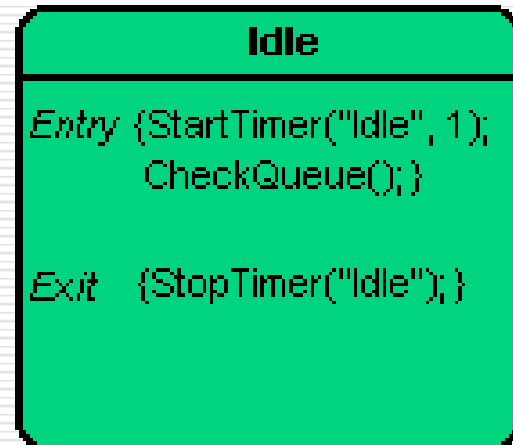 Idle
Entry {StartTimer("Idle", 1);
CheckQueue();}
Exit {StopTimer("Idle");}